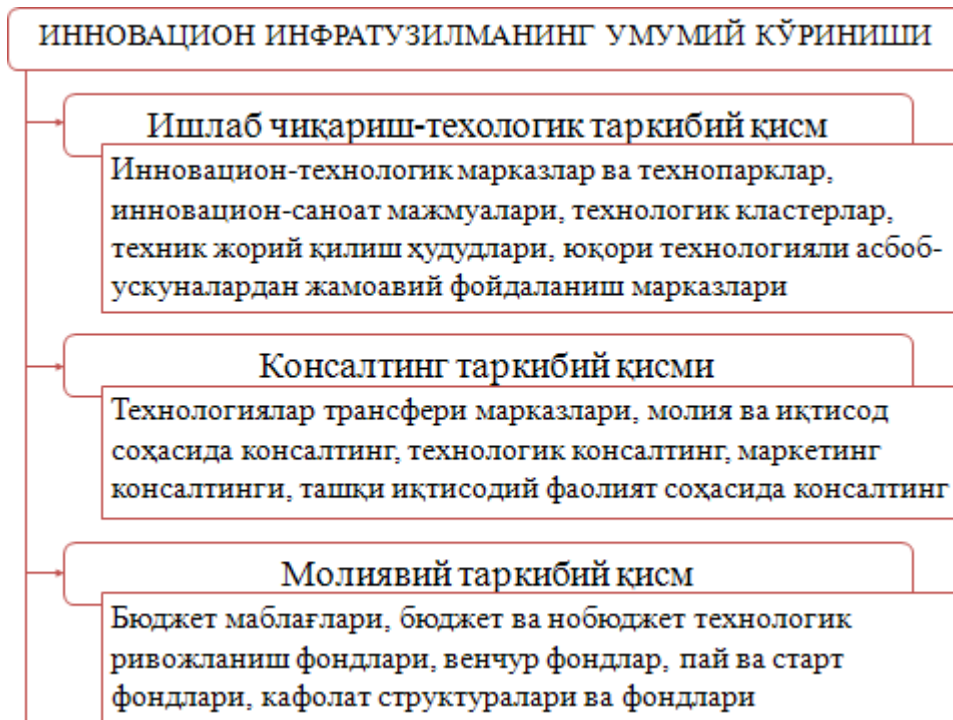 ИННОВАЦИОН ИНФРАТУЗИЛМАНИНГ УМУМИЙ КЎРИНИШИ
Ишлаб чиқариш-техологик таркибий қисм
Инновацион-технологик марказлар ва технопарклар,
инновацион-саноат мажмуалари, технологик кластерлар,
техник жорий қилиш ҳудудлари, юқори технологияли асбоб-
ускуналардан жамоавий фойдаланиш марказлари
Консалтинг таркибий қисми
Технологиялар трансфери марказлари, молия ва иқтисод
соҳасида консалтинг, технологик консалтинг, маркетинг
консалтинги, ташқи иқтисодий фаолият соҳасида консалтинг
Молиявий таркибий қисм
Бюджет маблағлари, бюджет ва нобюджет технологик
ривожланиш фондлари, венчур фондлар, пай ва старт
фондлари, кафолат структуралари ва фондлари